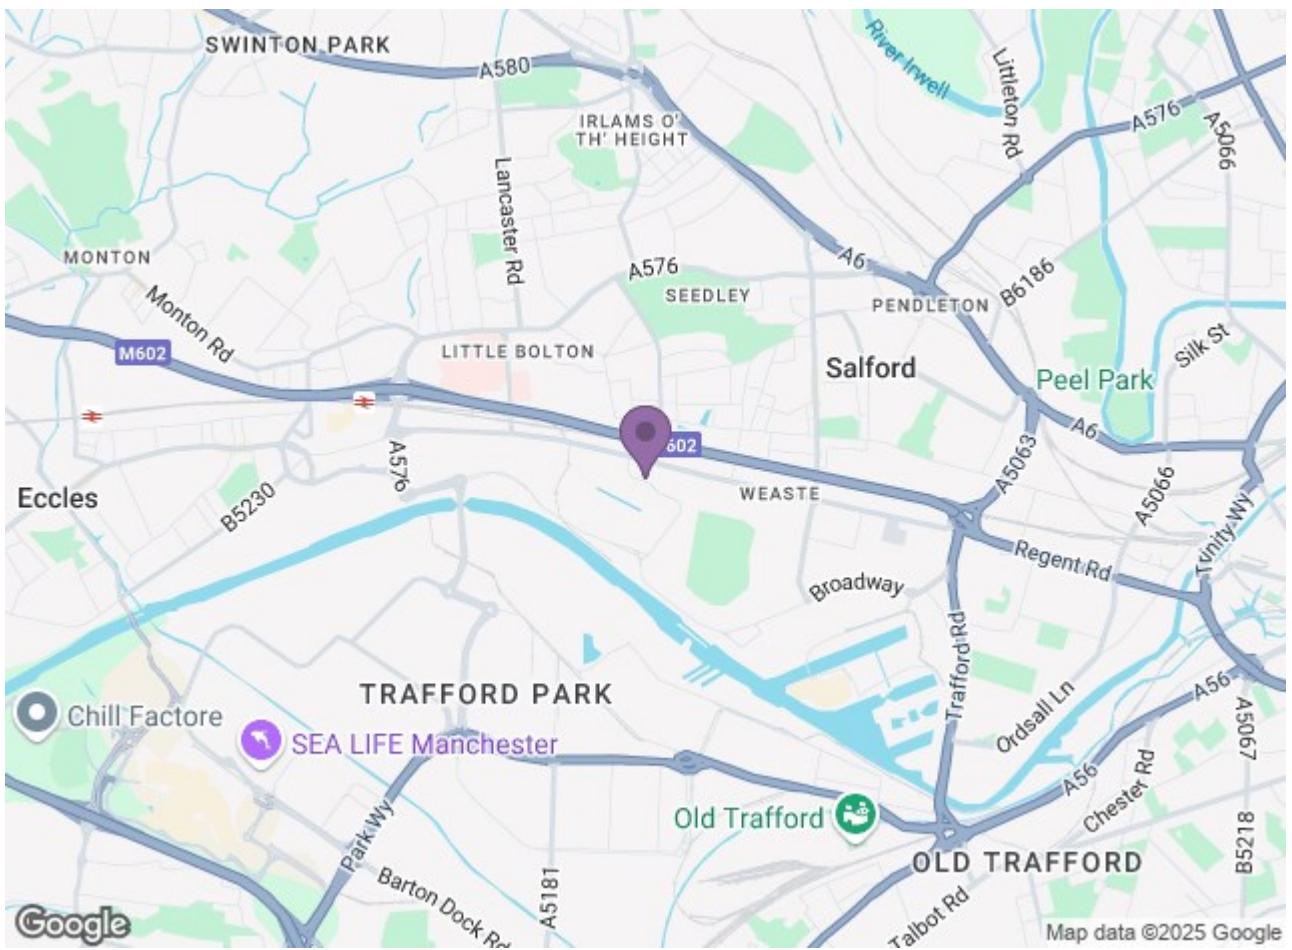 SWINTON PARK
A580
River Irwell
Littleton Rd
A576
A5066
IRLAMS O'
TH' HEIGHT
Lancaster Rd
MONTON
A576
A6
SEEDLEY
B6186
PENDLETON
Monton Rd
M602
LITTLE BOLTON
Silk St
Salford
Peel Park
A6
602
A576
A5063
Eccles
B5230
WEASTE
A5066
Trinity Wy
Regent Rd
Broadway
Trafford Rd
TRAFFORD PARK
Ordsall Ln
A56
A5067
Chill Factore
SEA LIFE Manchester
A56
Chester Rd
Old Trafford
Park Wy
B5218
OLD TRAFFORD
Barton Dock Rd
A5181
Talbot Rd
Google
Map data ©2025 Google